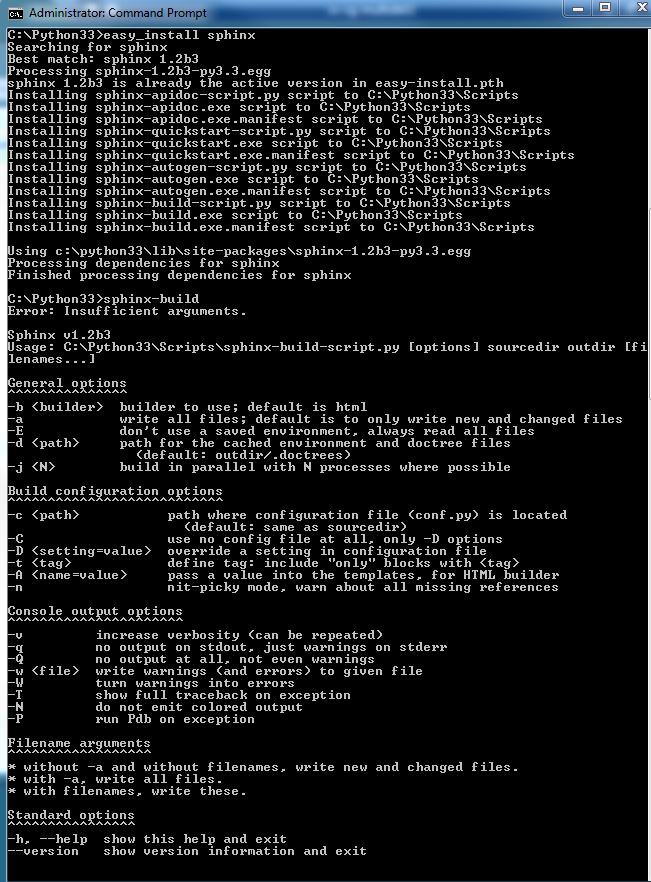 Administrator: Command Prompt
C:\Python33>easy_install sphinx
Searching for sphinx
Best match: sphinx 1.2b3
Processing sphinx-1.2b3-py3.3.egg
sphinx 1.2b3 is already the active version in easy-install.pth
Installing sphinx-apidoc-script.py script to C:\Python33\Scripts
Installing sphinx-apidoc.exe script to C:\Python33\Scripts
Installing sphinx-apidoc.exe.manifest script to C:\Python33\Scripts
Installing sphinx-quickstart-script.py script to C:\Python33\Scripts
Installing sphinx-quickstart.exe script to C:\Python33\Scripts
Installing sphinx-quickstart.exe.manifest script to C:\Python33\Scripts
Installing sphinx-autogen-script.py script to C:\Python33\Scripts
Installing sphinx-autogen.exe script to C:\Python33\Scripts
Installing sphinx-autogen.exe.manifest script to C:\Python33\Scripts
Installing sphinx-build-script.py script to C:\Python33\Scripts
Installing sphinx-build.exe script to C:\Python33\Scripts
Installing sphinx-build.exe.manifest script to C:\Python33\Scripts
Using c:\python33\lib\site-packages\sphinx-1.2b3-py3.3.egg
Processing dependencies for sphinx
Finished processing dependencies for sphinx
C:\Python33>sphinx-build
Error: Insufficient arguments.
Sphinx v1.2b3
Usage: C:\Python33\Scripts\sphinx-build-script.py [options] sourcedir outdir [fi
lenames...]
General options
^^^^^^^^^^^^^^^
-b <builder>  builder to use; default is html
-a            write all files; default is to only write new and changed files
-E            don't use a saved environment, always read all files
-d <path>     path for the cached environment and doctree files
(default: outdir/.doctrees)
-j <N>        build in parallel with N processes where possible
Build configuration options
^^^^^^^^^^^^^^^^^^^^^^^^^^^
-c <path>           path where configuration file (conf.py) is located
(default: same as sourcedir)
-C                  use no config file at all, only -D options
-D <setting=value>  override a setting in configuration file
-t <tag>            define tag: include "only" blocks with <tag>
-A <name=value>     pass a value into the templates, for HTML builder
-n                  nit-picky mode, warn about all missing references
Console output options
^^^^^^^^^^^^^^^^^^^^^^
-v         increase verbosity (can be repeated)
-q         no output on stdout, just warnings on stderr
-Q         no output at all, not even warnings
-w <file>  write warnings (and errors) to given file
-W         turn warnings into errors
-T         show full traceback on exception
-N         do not emit colored output
-P         run Pdb on exception
Filename arguments
^^^^^^^^^^^^^^^^^^
* without -a and without filenames, write new and changed files.
* with -a, write all files.
* with filenames, write these.
Standard options
^^^^^^^^^^^^^^^^
-h, --help  show this help and exit
--version   show version information and exit